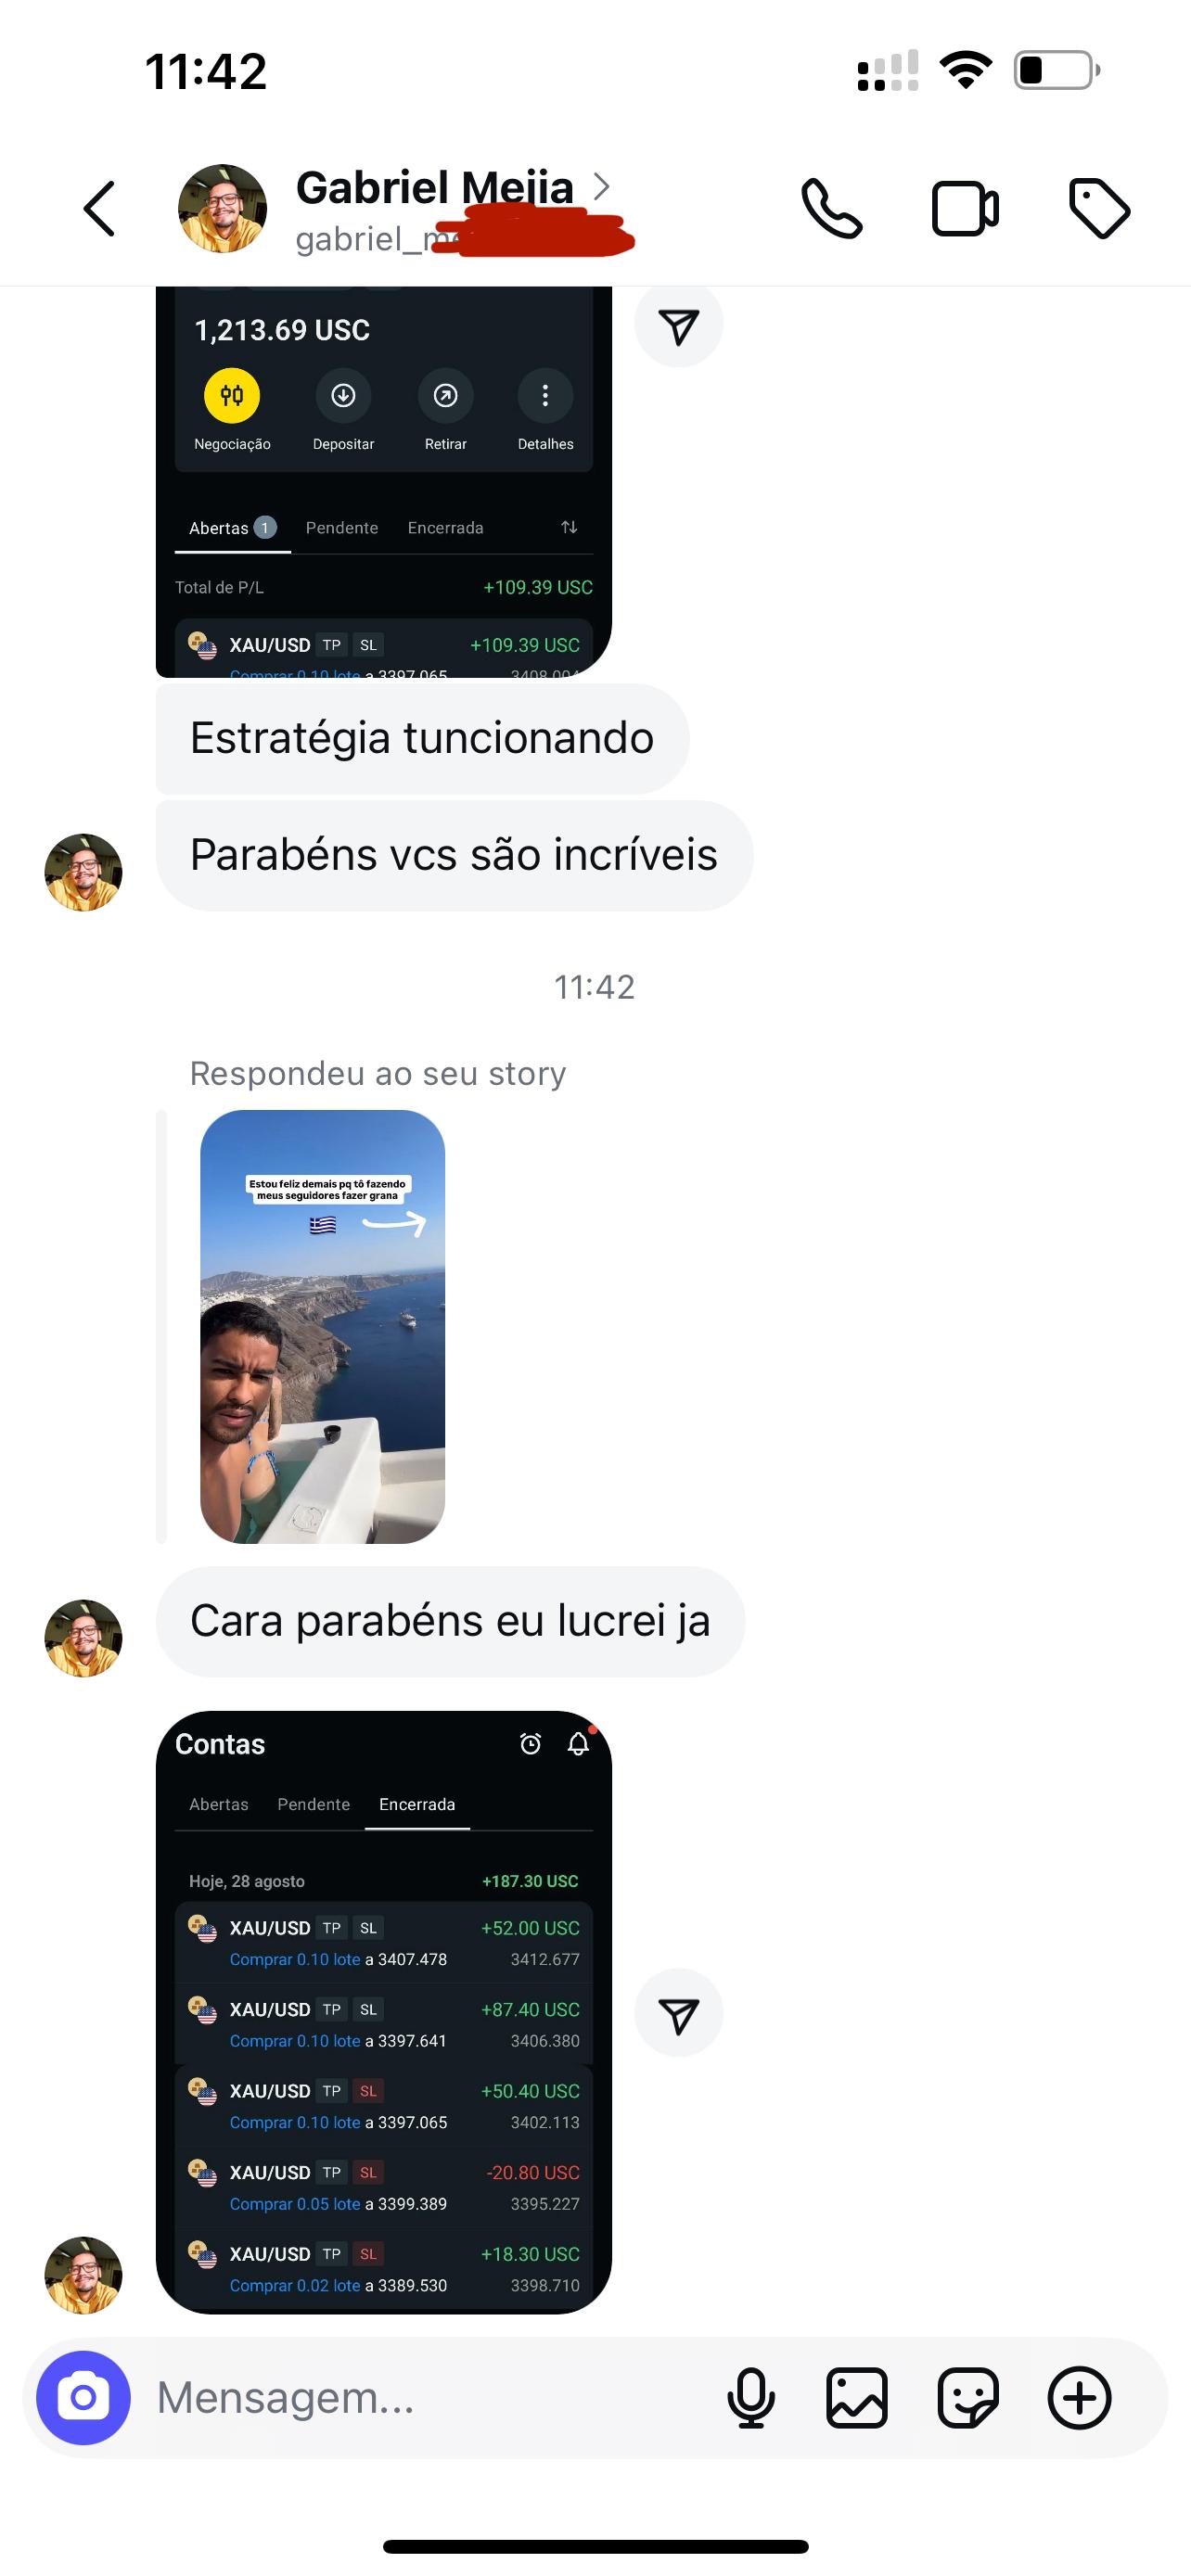 11:42
Gabriel Mejia
gabriel_m
1,213.69 USC
Negociação Depositar Retirar Detalhes
Abertas 1 Pendente Encerrada
Total de P/L +109.39 USC
XAU/USD TP SL +109.39 USC
Comprar 0.10 lote a 3397.065 3408.004
Estratégia tuncionando
Parabéns vcs são incríveis
11:42
Respondeu ao seu story
Estou feliz demais pq tô fazendo
meus seguidores fazer grana
Cara parabéns eu lucrei ja
Contas
Abertas Pendente Encerrada
Hoje, 28 agosto +187.30 USC
XAU/USD TP SL +52.00 USC
Comprar 0.10 lote a 3407.478 3412.677
XAU/USD TP SL +87.40 USC
Comprar 0.10 lote a 3397.641 3406.380
XAU/USD TP SL +50.40 USC
Comprar 0.10 lote a 3397.065 3402.113
XAU/USD TP SL -20.80 USC
Comprar 0.05 lote a 3399.389 3395.227
XAU/USD TP SL +18.30 USC
Comprar 0.02 lote a 3389.530 3398.710
Mensagem...